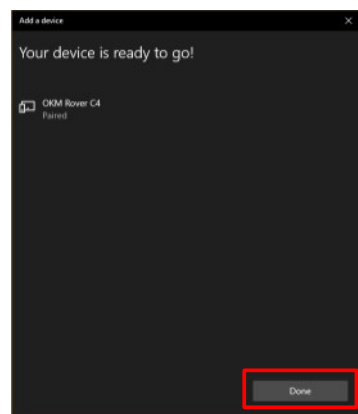 Add a device
Your device is ready to go!
OKM Rover C4
Paired
Done